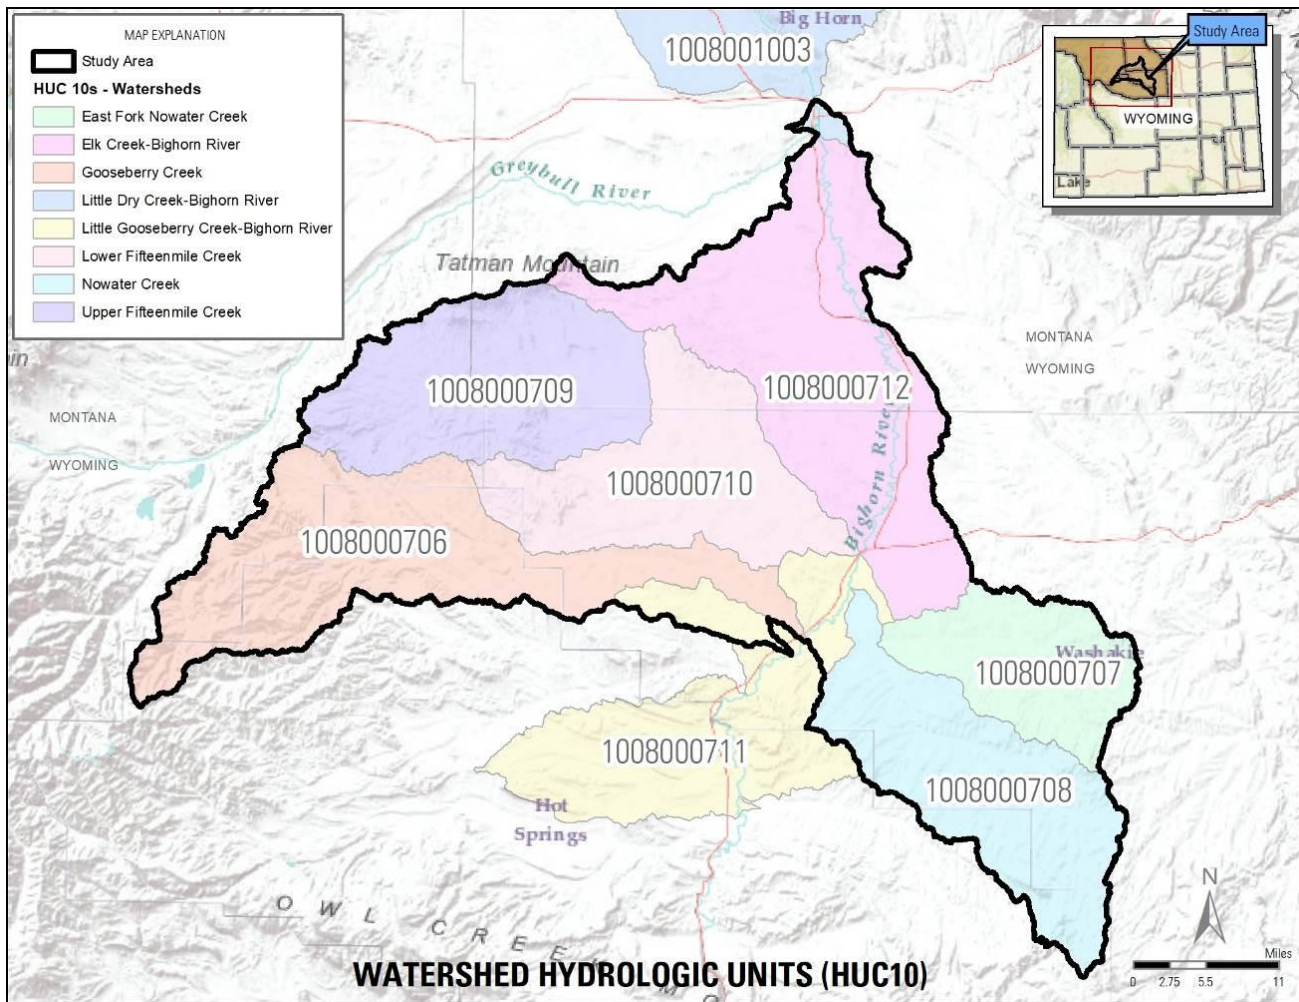 MAP EXPLANATION
Study Area
HUC 10s - Watersheds
East Fork Nowater Creek
Elk Creek-Bighorn River
Gooseberry Creek
Little Dry Creek-Bighorn River
Little Gooseberry Creek-Bighorn River
Lower Fifteenmile Creek
Nowater Creek
Upper Fifteenmile Creek
Big Horn
1008001003
Study Area
WYOMING
Lake
Greybull River
Tatman Mountain
MONTANA
WYOMING
MONTANA
WYOMING
1008000709
1008000712
Bighorn River
1008000710
1008000706
Washakie
1008000707
1008000711
1008000708
Hot
Springs
OWL CREE
N
WATERSHED HYDROLOGIC UNITS (HUC10)
Miles
0 2.75 5.5 11